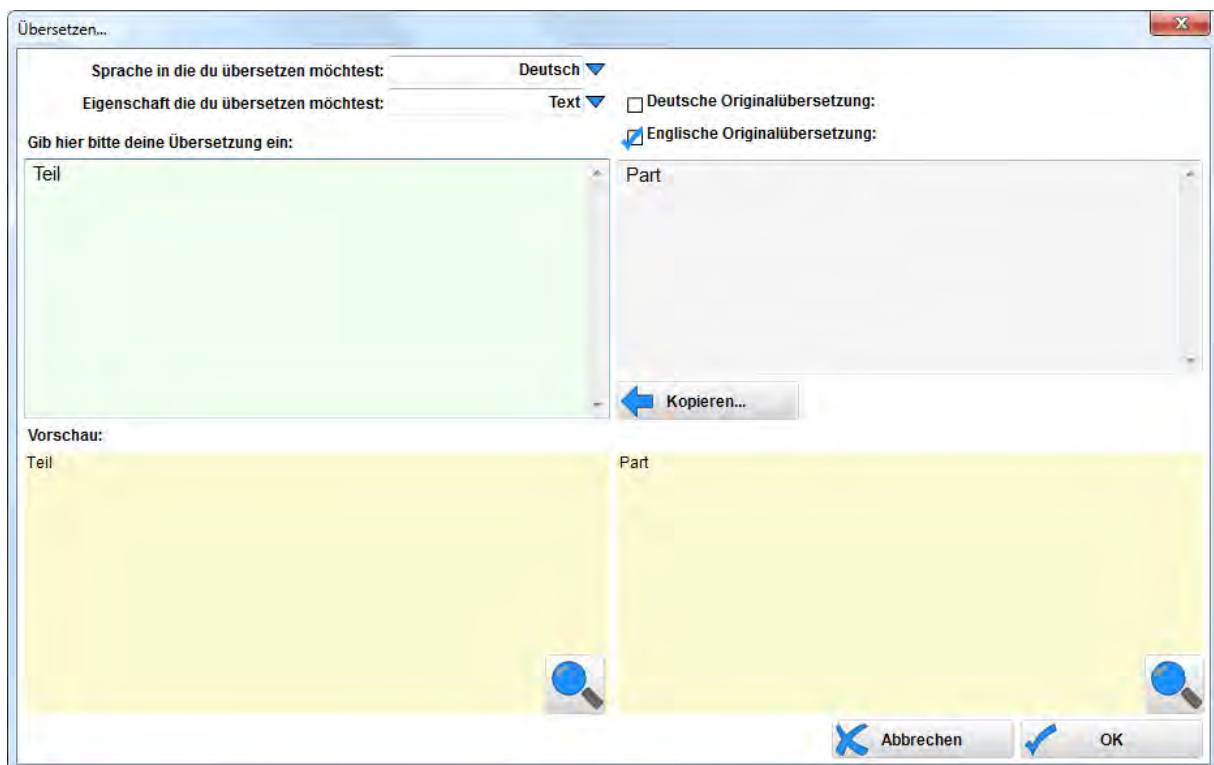 Übersetzen...
Sprache in die du übersetzen möchtest: Deutsch
Eigenschaft die du übersetzen möchtest: Text
Deutsche Originalübersetzung:
Englische Originalübersetzung:
Gib hier bitte deine Übersetzung ein:
Teil
Part
Kopieren...
Vorschau:
Teil
Part
Abbrechen
OK